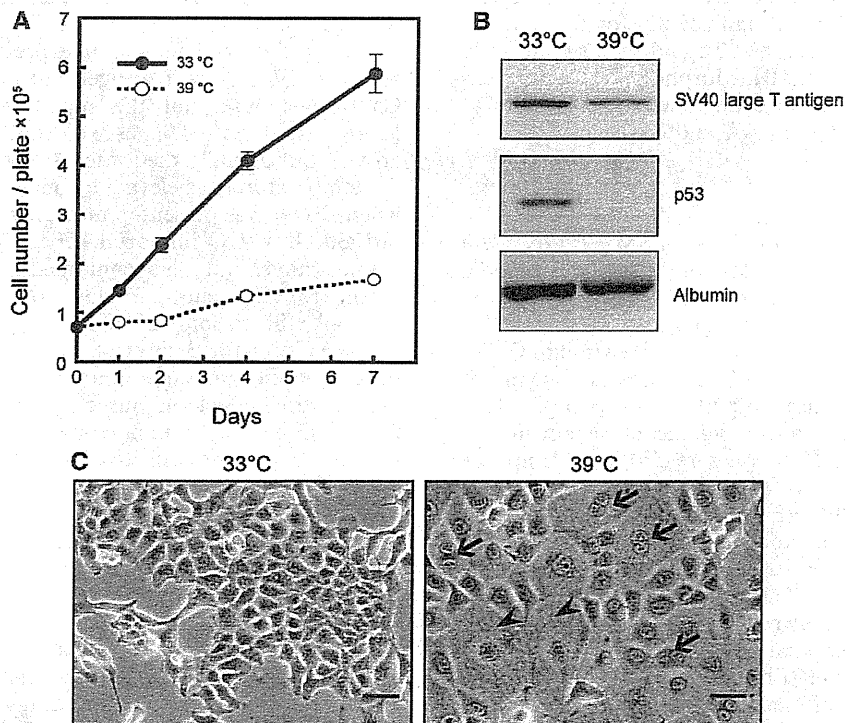 A
7
6
5
4
3
2
1
0
Cell number / plate ×10⁵
33 °C
39 °C
0 1 2 3 4 5 6 7
Days
B
33°C 39°C
SV40 large T antigen
p53
Albumin
C
33°C
39°C